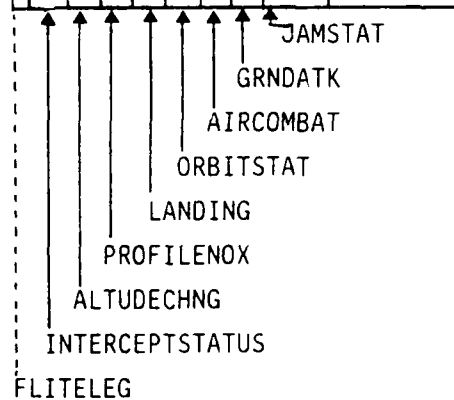 JAMSTAT
GRNDATK
AIRCOMBAT
ORBITSTAT
LANDING
PROFILENOX
ALTUDECHNG
INTERCEPTSTATUS
FLITELEG